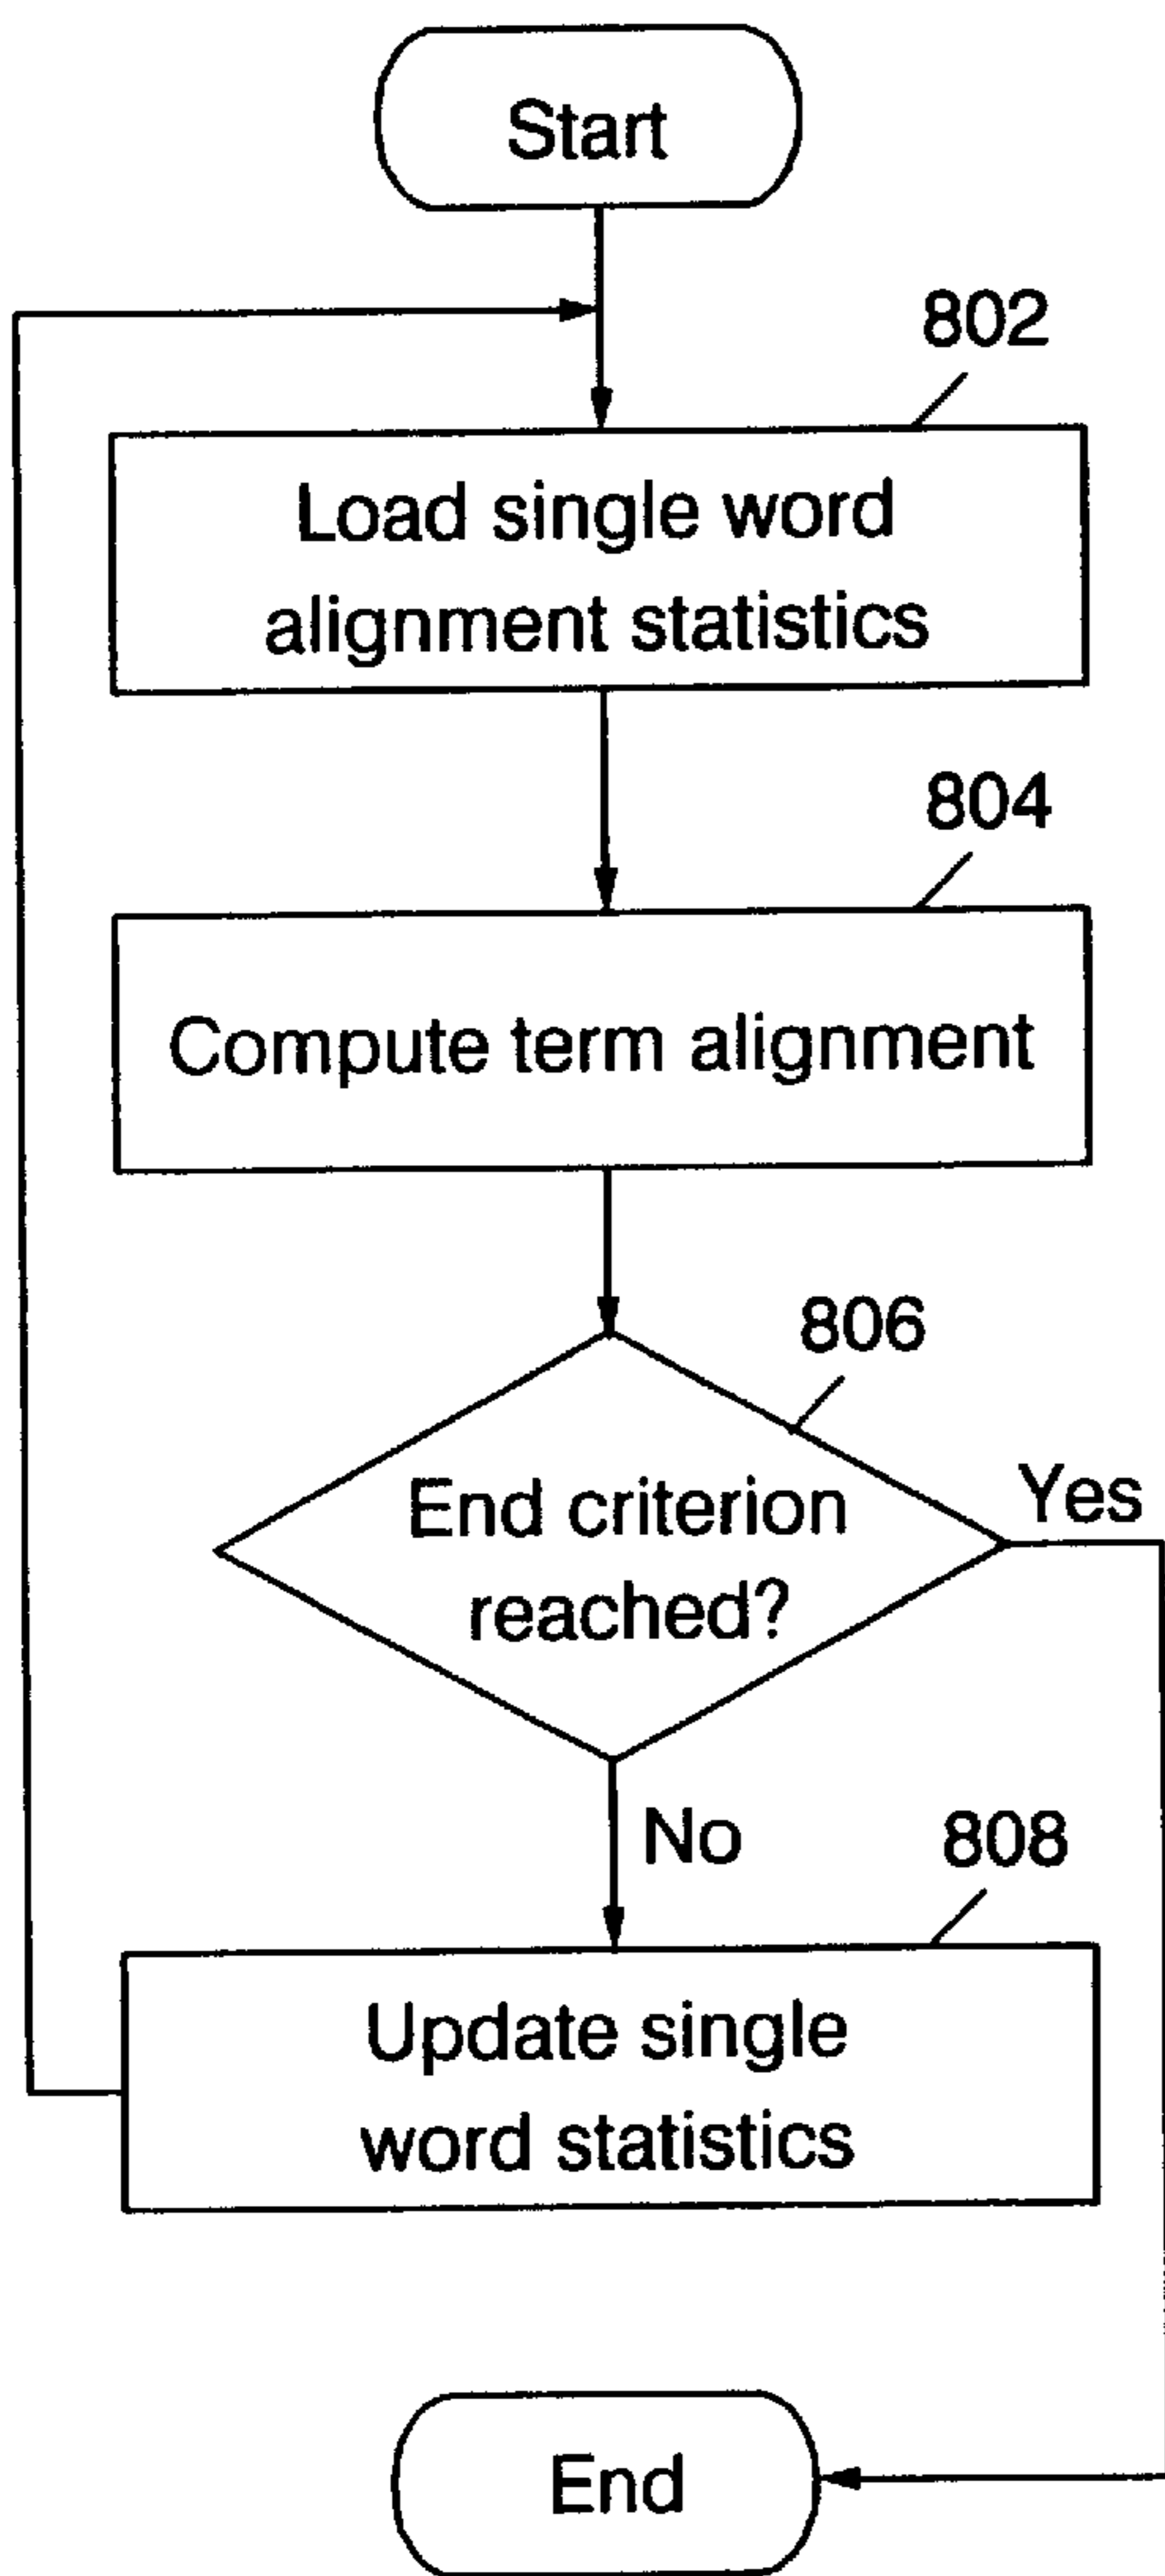 Start
802
Load single word
alignment statistics
804
Compute term alignment
806
End criterion
reached?
Yes
No
808
Update single
word statistics
End